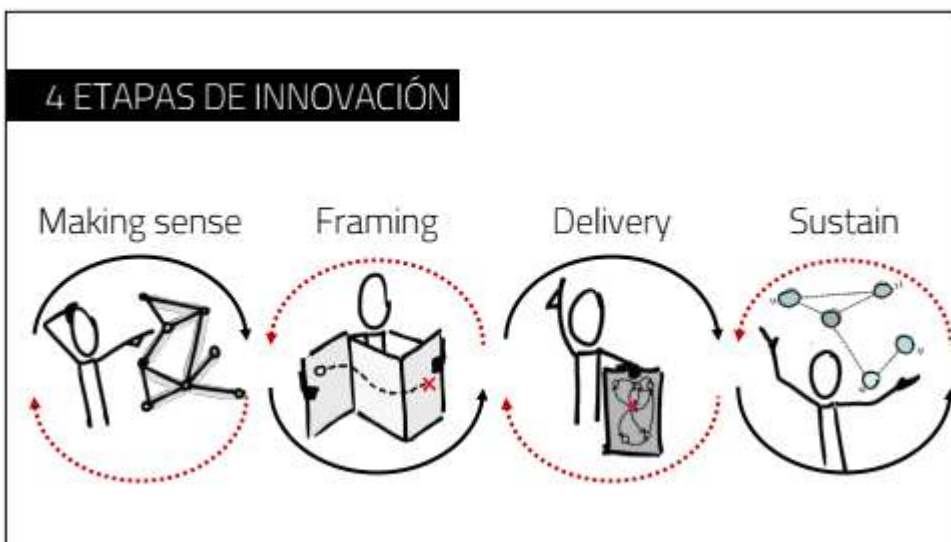 4 ETAPAS DE INNOVACIÓN
Making sense
Framing
Delivery
Sustain